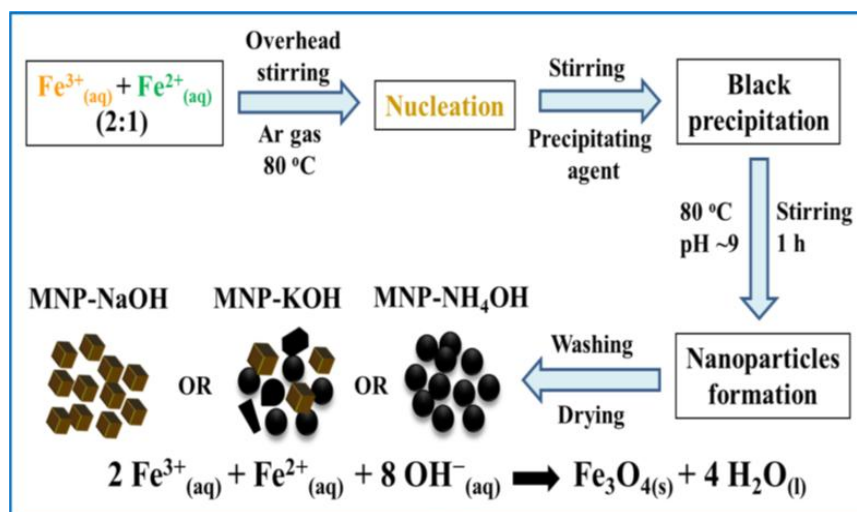 Fe³⁺(aq) + Fe²⁺(aq)
(2:1)
Overhead
stirring
Ar gas
80 ⁰C
Nucleation
Stirring
Precipitating
agent
Black
precipitation
80 ⁰C
pH ~9
Stirring
1 h
Nanoparticles
formation
Washing
Drying
MNP-NaOH
OR
MNP-KOH
OR
MNP-NH₄OH
2 Fe³⁺(aq) + Fe²⁺(aq) + 8 OH⁻(aq) ➡ Fe₃O₄(s) + 4 H₂O(l)